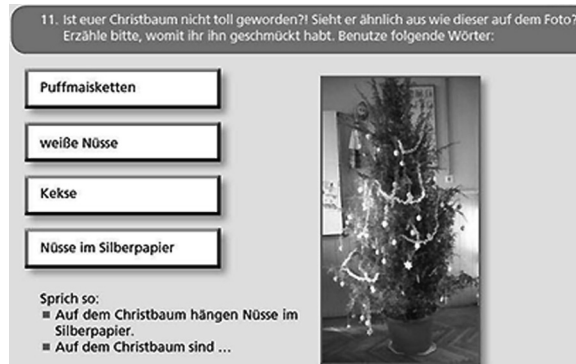 11. Ist euer Christbaum nicht toll geworden?! Sieht er ähnlich aus wie dieser auf dem Foto?
Erzähle bitte, womit ihr ihn geschmückt habt. Benutze folgende Wörter:
Puffmaisketten
weiße Nüsse
Kekse
Nüsse im Silberpapier
Sprich so:
■ Auf dem Christbaum hängen Nüsse im
Silberpapier.
■ Auf dem Christbaum sind ...